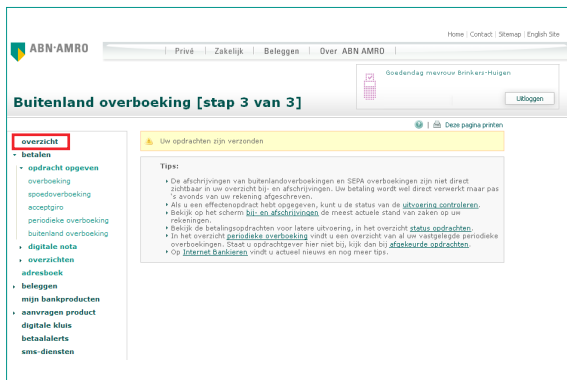 Home | Contact | Sitemap | English Site
ABN·AMRO
Privé | Zakelijk | Beleggen | Over ABN AMRO
Goedendag mevrouw Brinkers-Huigen
Uitloggen
Buitenland overboeking [stap 3 van 3]
Deze pagina printen
overzicht
Uw opdrachten zijn verzonden
betalen
opdracht opgeven
overboeking
spoedoverboeking
acceptgiro
periodieke overboeking
buitenland overboeking
digitale nota
overzichten
adresboek
beleggen
mijn bankproducten
aanvragen product
digitale kluis
betaalalerts
sms-diensten
Tips:
De afschrijvingen van buitenlandoverboekingen en SEPA overboekingen zijn niet direct
zichtbaar in uw overzicht bij- en afschrijvingen. Uw betaling wordt wel direct verwerkt maar pas
's avonds van uw rekening afgeschreven.
Als u een effectenopdracht hebt opgegeven, kunt u de status van de uitvoering controleren.
Bekijk op het scherm bij- en afschrijvingen de meest actuele stand van zaken op uw
rekeningen.
Bekijk de betalingsopdrachten voor latere uitvoering, in het overzicht status opdrachten.
In het overzicht periodieke overboeking vindt u een overzicht van al uw vastgelegde periodieke
overboekingen. Staat u opdrachtgever hier niet bij, kijk dan bij afgekeurde opdrachten.
Op Internet Bankieren vindt u actueel nieuws en nog meer tips.